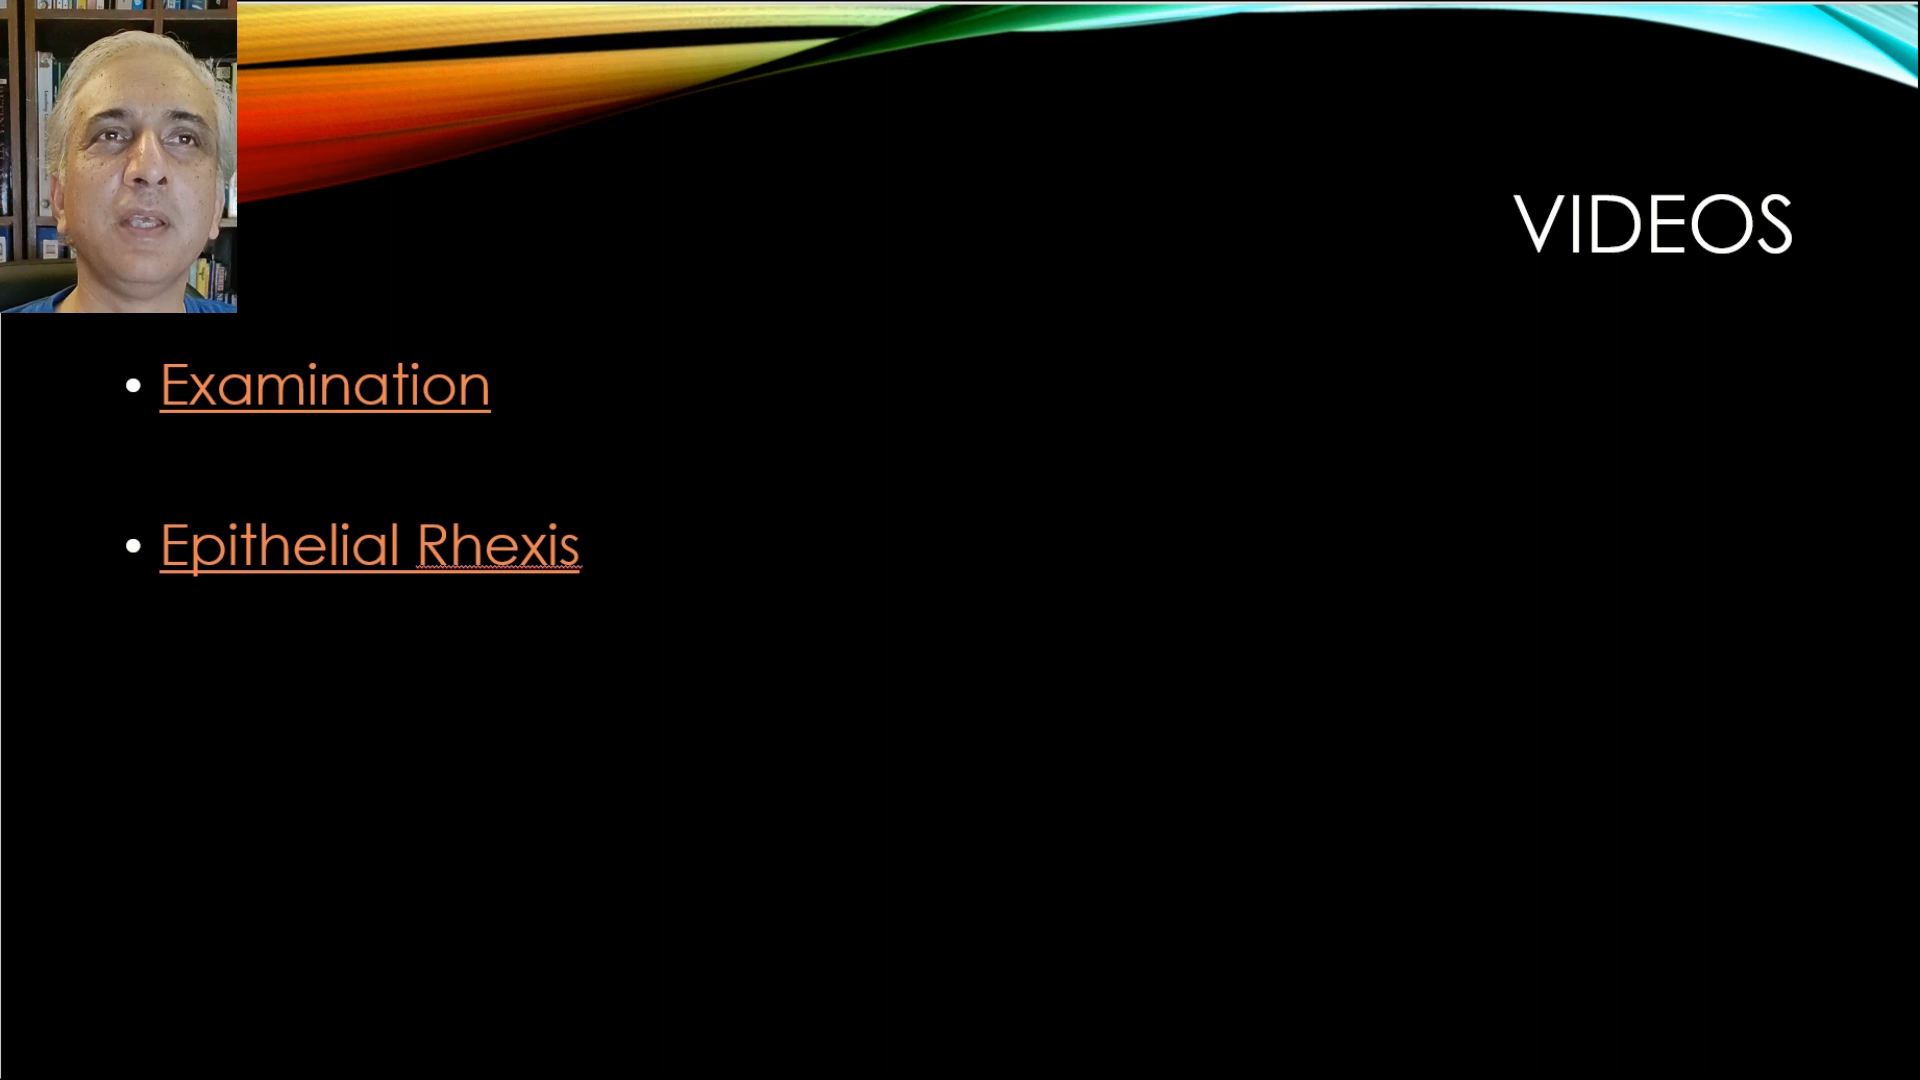 VIDEOS
• Examination
• Epithelial Rhexis